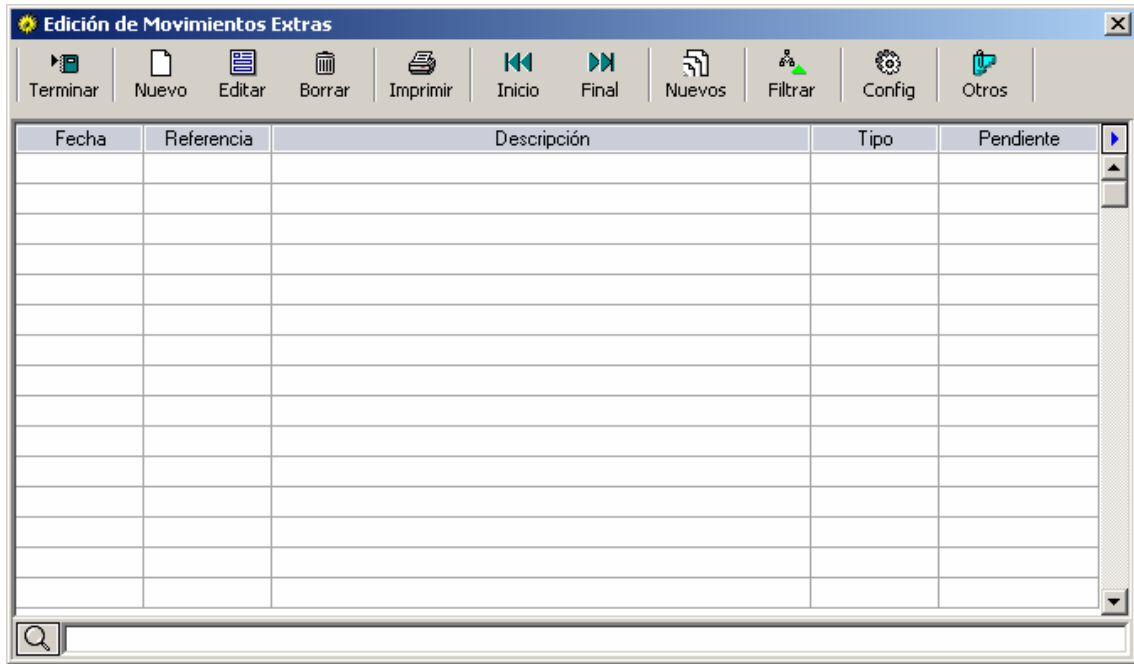 Edición de Movimientos Extras
Terminar Nuevo Editar Borrar Imprimir Inicio Final Nuevos Filtrar Config Otros
Fecha Referencia Descripción Tipo Pendiente